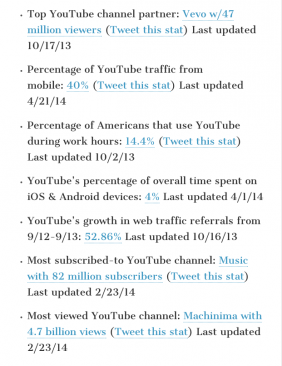 • Top YouTube channel partner: Vevo w/47
million viewers (Tweet this stat) Last updated
10/17/13
• Percentage of YouTube traffic from
mobile: 40% (Tweet this stat) Last updated
4/21/14
• Percentage of Americans that use YouTube
during work hours: 14.4% (Tweet this stat)
Last updated 10/2/13
• YouTube's percentage of overall time spent on
iOS & Android devices: 4% Last updated 4/1/14
• YouTube's growth in web traffic referrals from
9/12-9/13: 52.86% Last updated 10/16/13
• Most subscribed-to YouTube channel: Music
with 82 million subscribers (Tweet this stat)
Last updated 2/23/14
• Most viewed YouTube channel: Machinima with
4.7 billion views (Tweet this stat) Last updated
2/23/14